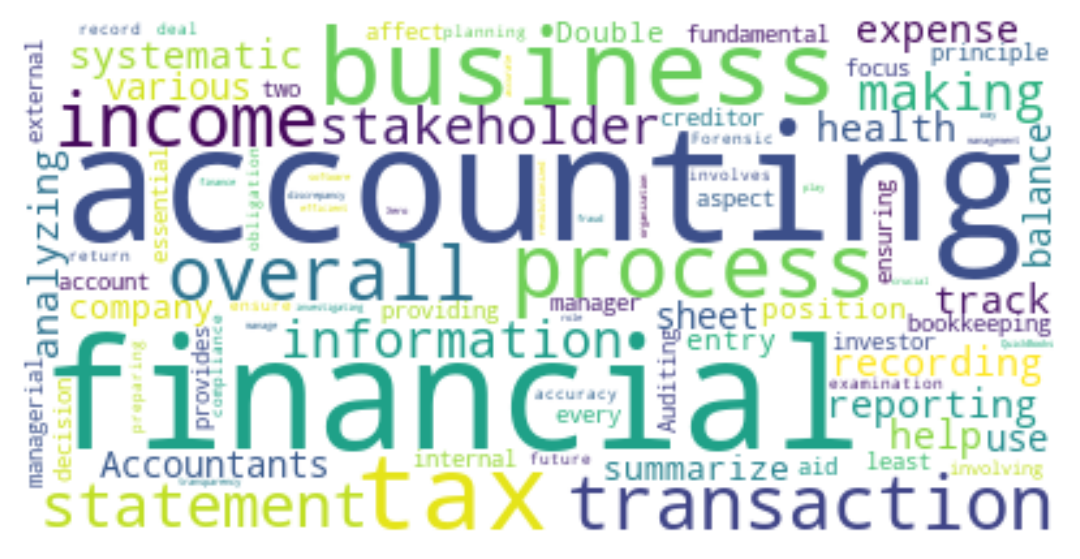 record deal
affect planning
Double
fundamental
expense
systematic
business
principle
external
various
two
accurate
focus
making
income
stakeholder
creditor
health
Forensic
way
management
accounting
balance
analyzing
essential
obligation
finance
software
discrepancy
efficient
Xero
fraud
organization
involves
aspect
play
ensuring
return
account
overall
process
crucial
track
company
ensure
investigating
providing
manager
sheet
position
bookkeeping
manage
role
information
entry
investor
QuickBooks
managerial
decision
preparing
provides
compliance
financial
Auditing
recording
accuracy
every
examination
reporting
help
use
Accountants
internal
future
summarize
aid
least
involving
transparency
statement
tax
transaction